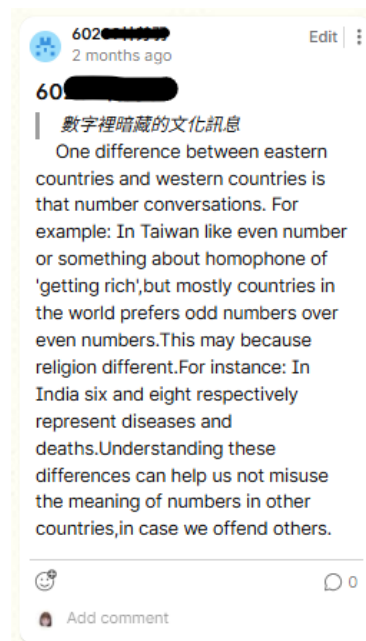 602
Edit
2 months ago
60
數字裡暗藏的文化訊息
One difference between eastern
countries and western countries is
that number conversations. For
example: In Taiwan like even number
or something about homophone of
'getting rich',but mostly countries in
the world prefers odd numbers over
even numbers.This may because
religion different.For instance: In
India six and eight respectively
represent diseases and
deaths.Understanding these
differences can help us not misuse
the meaning of numbers in other
countries,in case we offend others.
0
Add comment